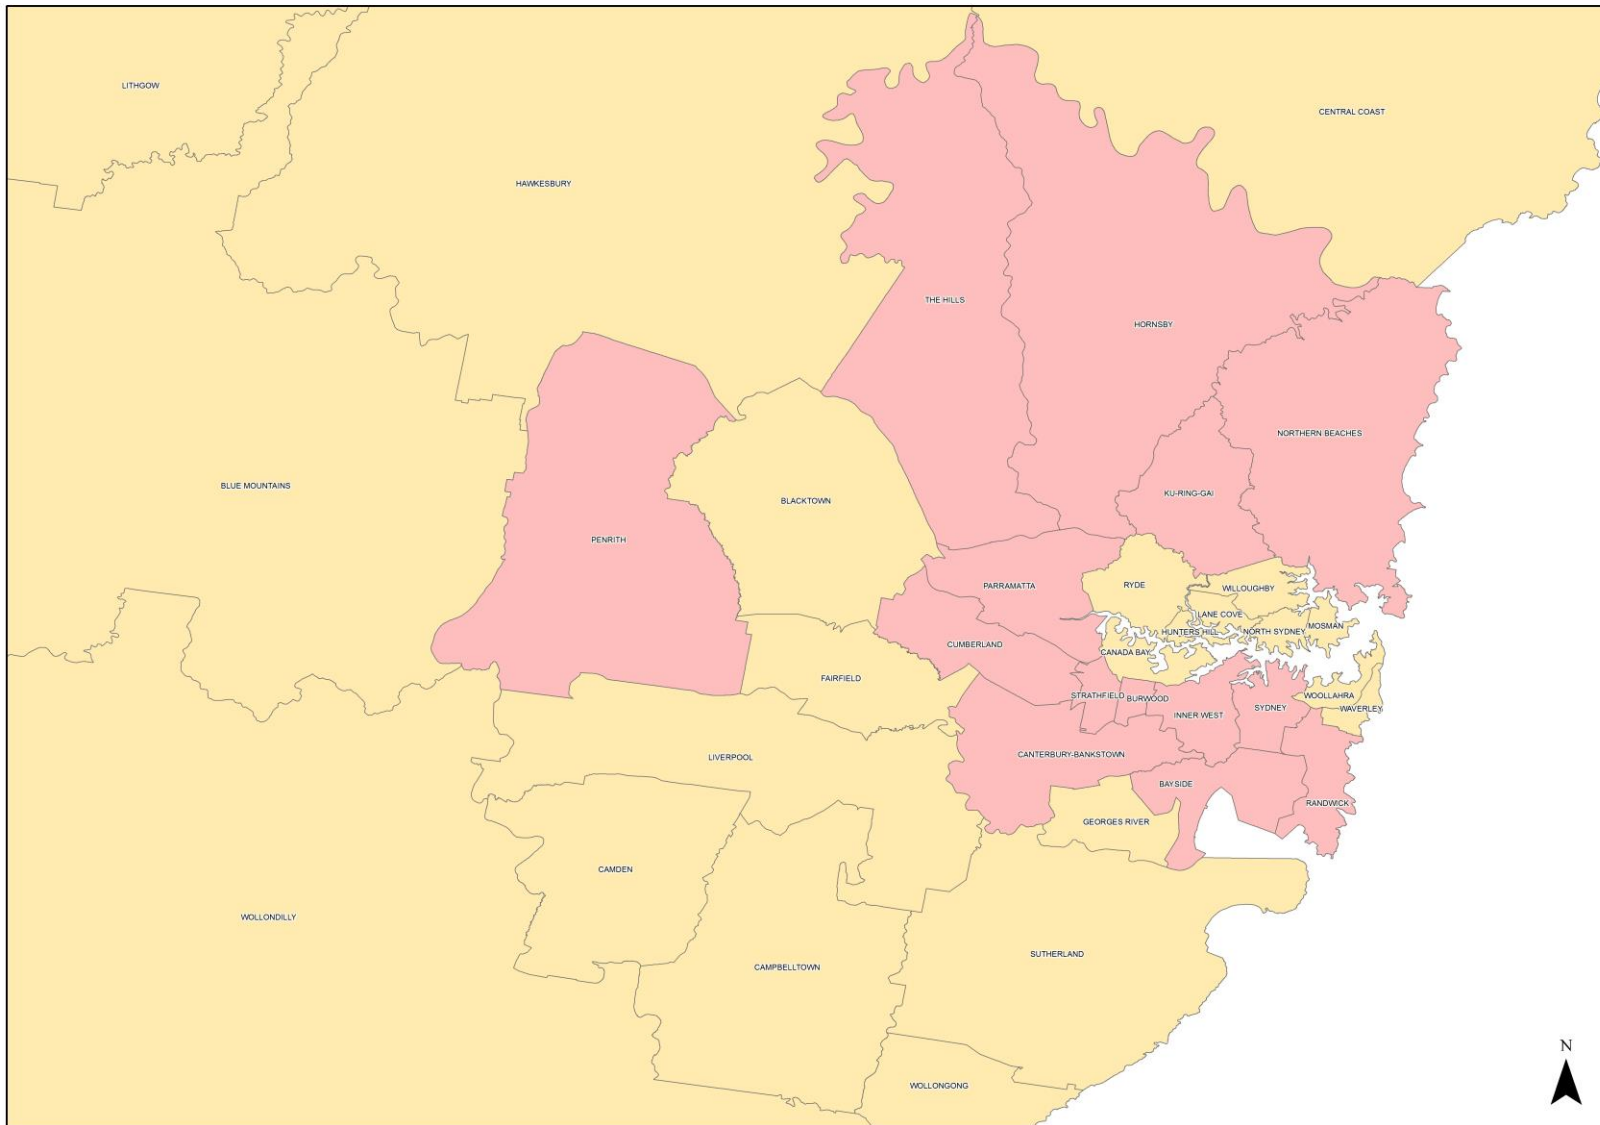 LITHGOW
CENTRAL COAST
HAWKESBURY
THE HILLS
HORNSBY
NORTHERN BEACHES
BLUE MOUNTAINS
KU-RING-GAI
BLACKTOWN
PENRITH
PARRAMATTA
RYDE
WILLOUGHBY
LANE COVE
HUNTERS HILL
NORTH SYDNEY
MOSMAN
CUMBERLAND
CANADA BAY
FAIRFIELD
STRATHFIELD
BURWOOD
WOOLLAHRA
WAVERLEY
INNER WEST
SYDNEY
LIVERPOOL
CANTERBURY-BANKSTOWN
BAYSIDE
RANDWICK
GEORGES RIVER
CAMDEN
WOLLONDILLY
SUTHERLAND
CAMPBELLTOWN
N
WOLLONGONG